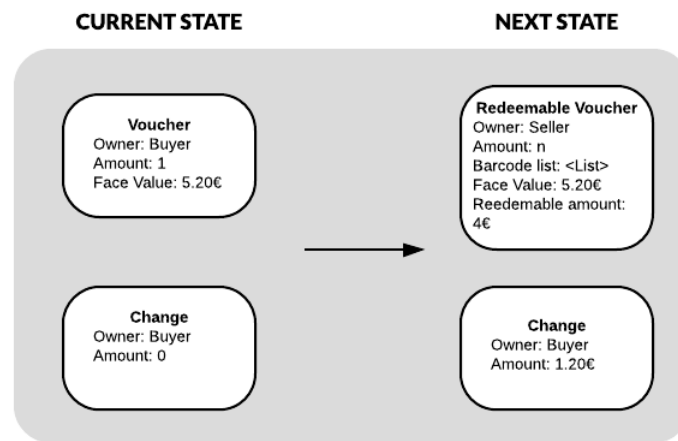 CURRENT STATE
NEXT STATE
Voucher
Owner: Buyer
Amount: 1
Face Value: 5.20€
Redeemable Voucher
Owner: Seller
Amount: n
Barcode list: <List>
Face Value: 5.20€
Reedemable amount:
4€
Change
Owner: Buyer
Amount: 0
Change
Owner: Buyer
Amount: 1.20€